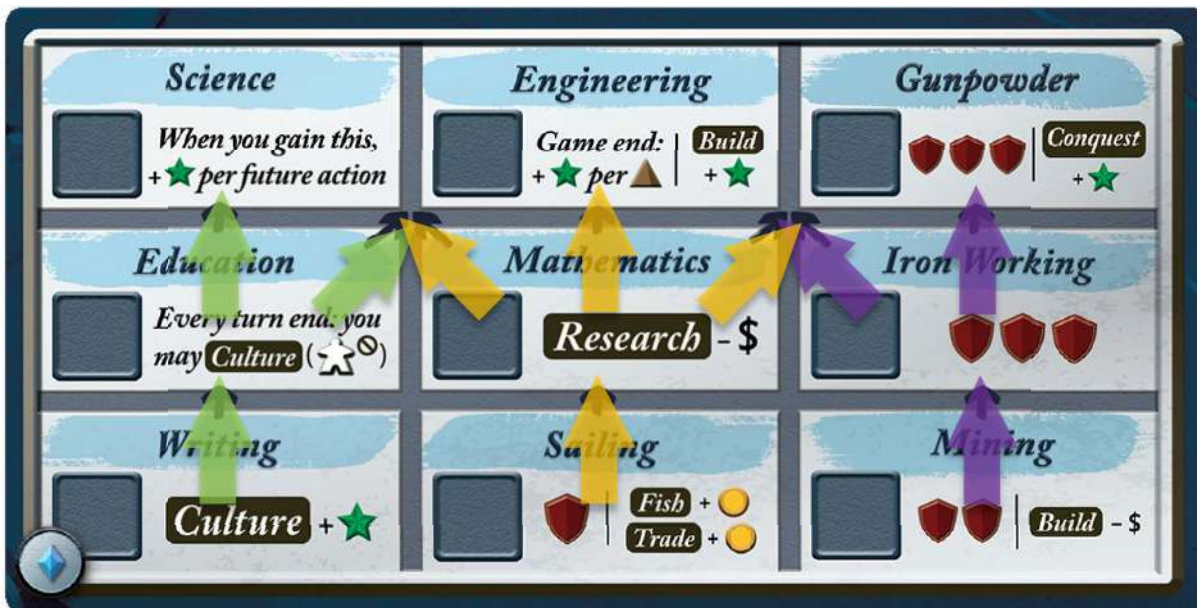 Science
When you gain this,
+ per future action
Engineering
Game end:
+ per
Build
+
Gunpowder
Conquest
+
Education
Every turn end: you
may Culture ( )
Mathematics
Research - $
Iron Working
Writing
Culture +
Sailing
Fish +
Trade +
Mining
Build - $